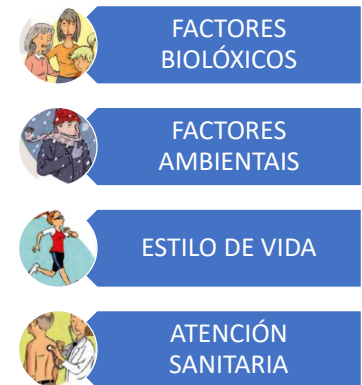 FACTORES
BIOLÓXICOS
FACTORES
AMBIENTAIS
ESTILO DE VIDA
ATENCIÓN
SANITARIA